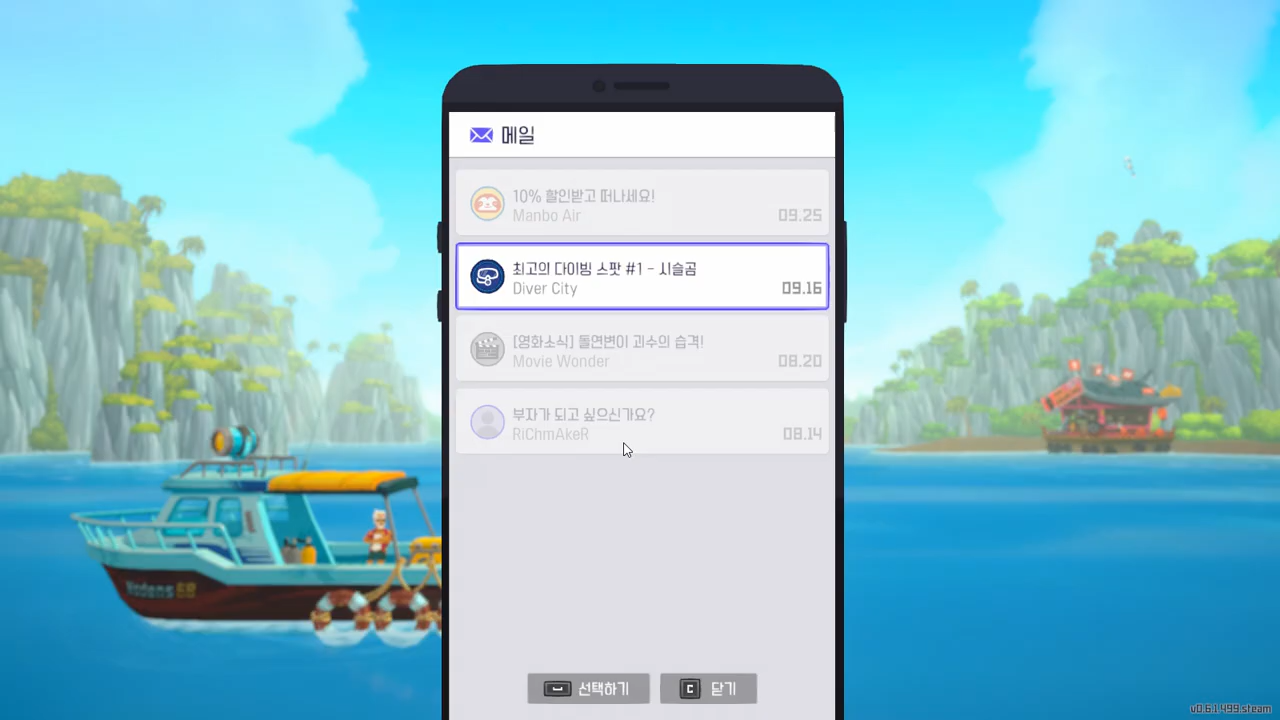 메일
10% 할인받고 떠나세요!
Manbo Air
09.25
최고의 다이빙 스팟 #1 - 시슬곰
Diver City
09.16
[영화소식] 돌연변이 괴수의 습격!
Movie Wonder
08.20
부자가 되고 싶으신가요?
RiChmAkeR
08.14
선택하기
C 닫기
v0.6.1.499.steam